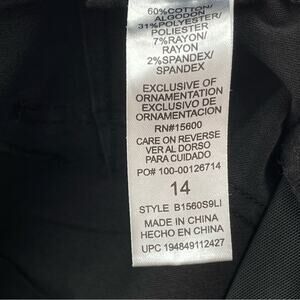 60%COTTON/
ALGODON
31%POLYESTER/
POLIESTER
7%RAYON/
RAYON
2%SPANDEX/
SPANDEX
EXCLUSIVE OF
ORNAMENTATION
EXCLUSIVO DE
ORNAMENTACION
RN#15600
CARE ON REVERSE
VER AL DORSO
PARA CUIDADO
PO# 100-00126714
14
STYLE B1560S9LI
MADE IN CHINA
HECHO EN CHINA
UPC 194849112427